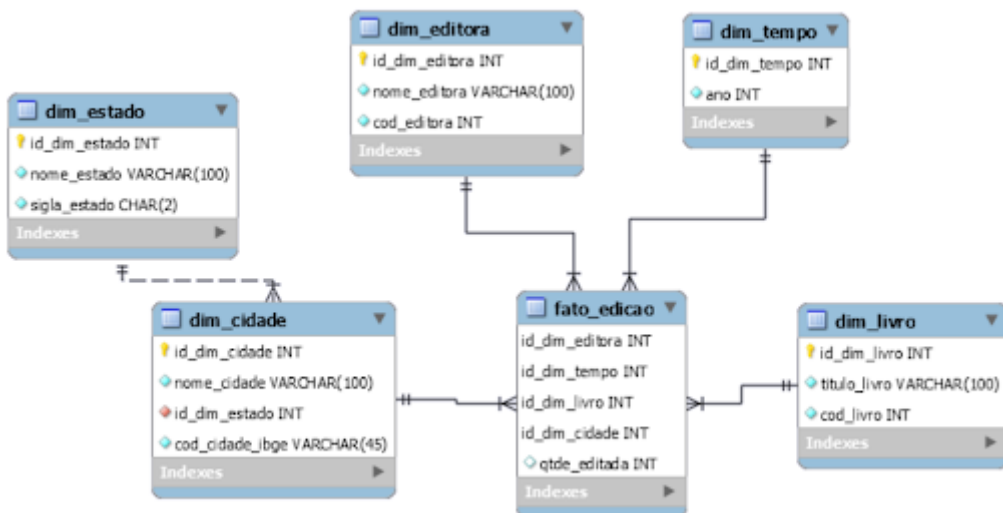 dim_editora
id_dim_editora INT
nome_editora VARCHAR(100)
cod_editora INT
Indexes
dim_tempo
id_dim_tempo INT
ano INT
Indexes
dim_estado
id_dim_estado INT
nome_estado VARCHAR(100)
sigla_estado CHAR(2)
Indexes
dim_cidade
id_dim_cidade INT
nome_cidade VARCHAR(100)
id_dim_estado INT
cod_cidade_ibge VARCHAR(45)
Indexes
fato_edicao
id_dim_editora INT
id_dim_tempo INT
id_dim_livro INT
id_dim_cidade INT
qtde_editada INT
Indexes
dim_livro
id_dim_livro INT
titulo_livro VARCHAR(100)
cod_livro INT
Indexes